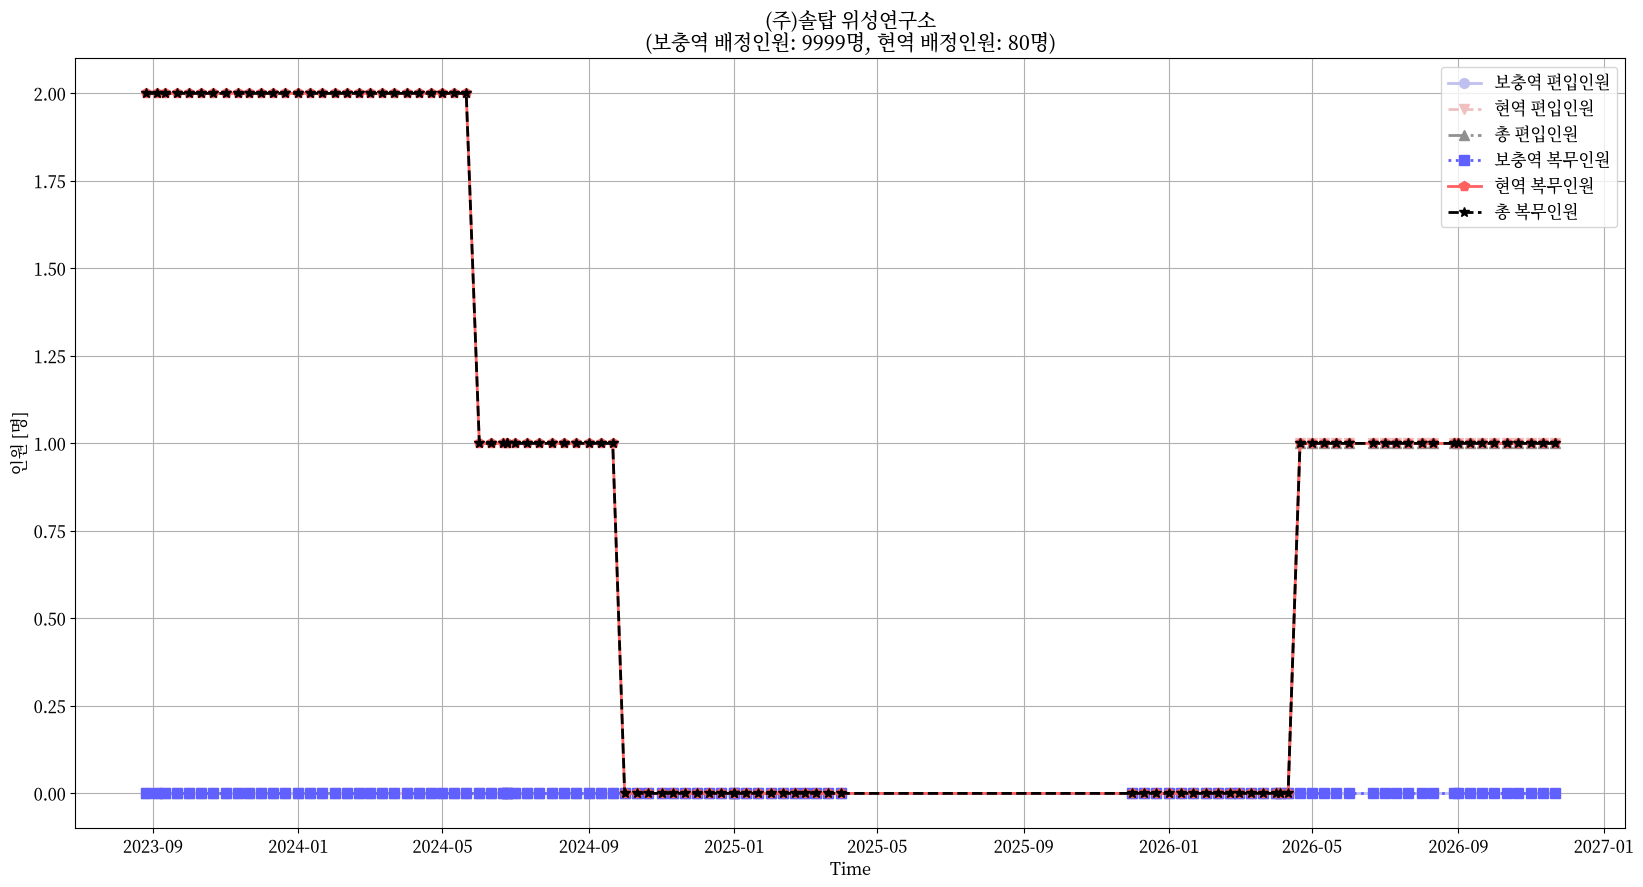 (주)솔탑 위성연구소
(보충역 배정인원: 9999명, 현역 배정인원: 80명)
보충역 편입인원
현역 편입인원
총 편입인원
보충역 복무인원
현역 복무인원
총 복무인원
2.00
1.75
1.50
1.25
1.00
0.75
0.50
0.25
0.00
인원 [명]
2023-09 2024-01 2024-05 2024-09 2025-01 2025-05 2025-09 2026-01 2026-05 2026-09 2027-01
Time